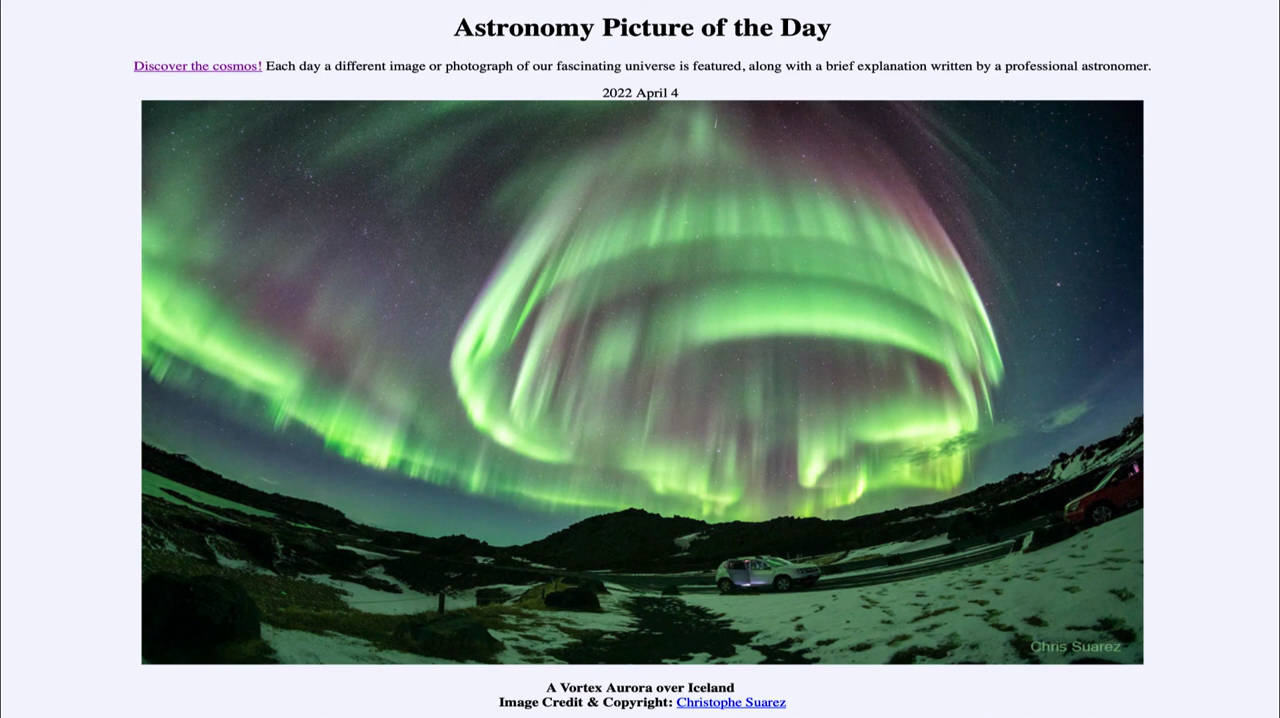 Astronomy Picture of the Day
Discover the cosmos! Each day a different image or photograph of our fascinating universe is featured, along with a brief explanation written by a professional astronomer.
2022 April 4
Chris Suarez
A Vortex Aurora over Iceland
Image Credit & Copyright: Christophe Suarez